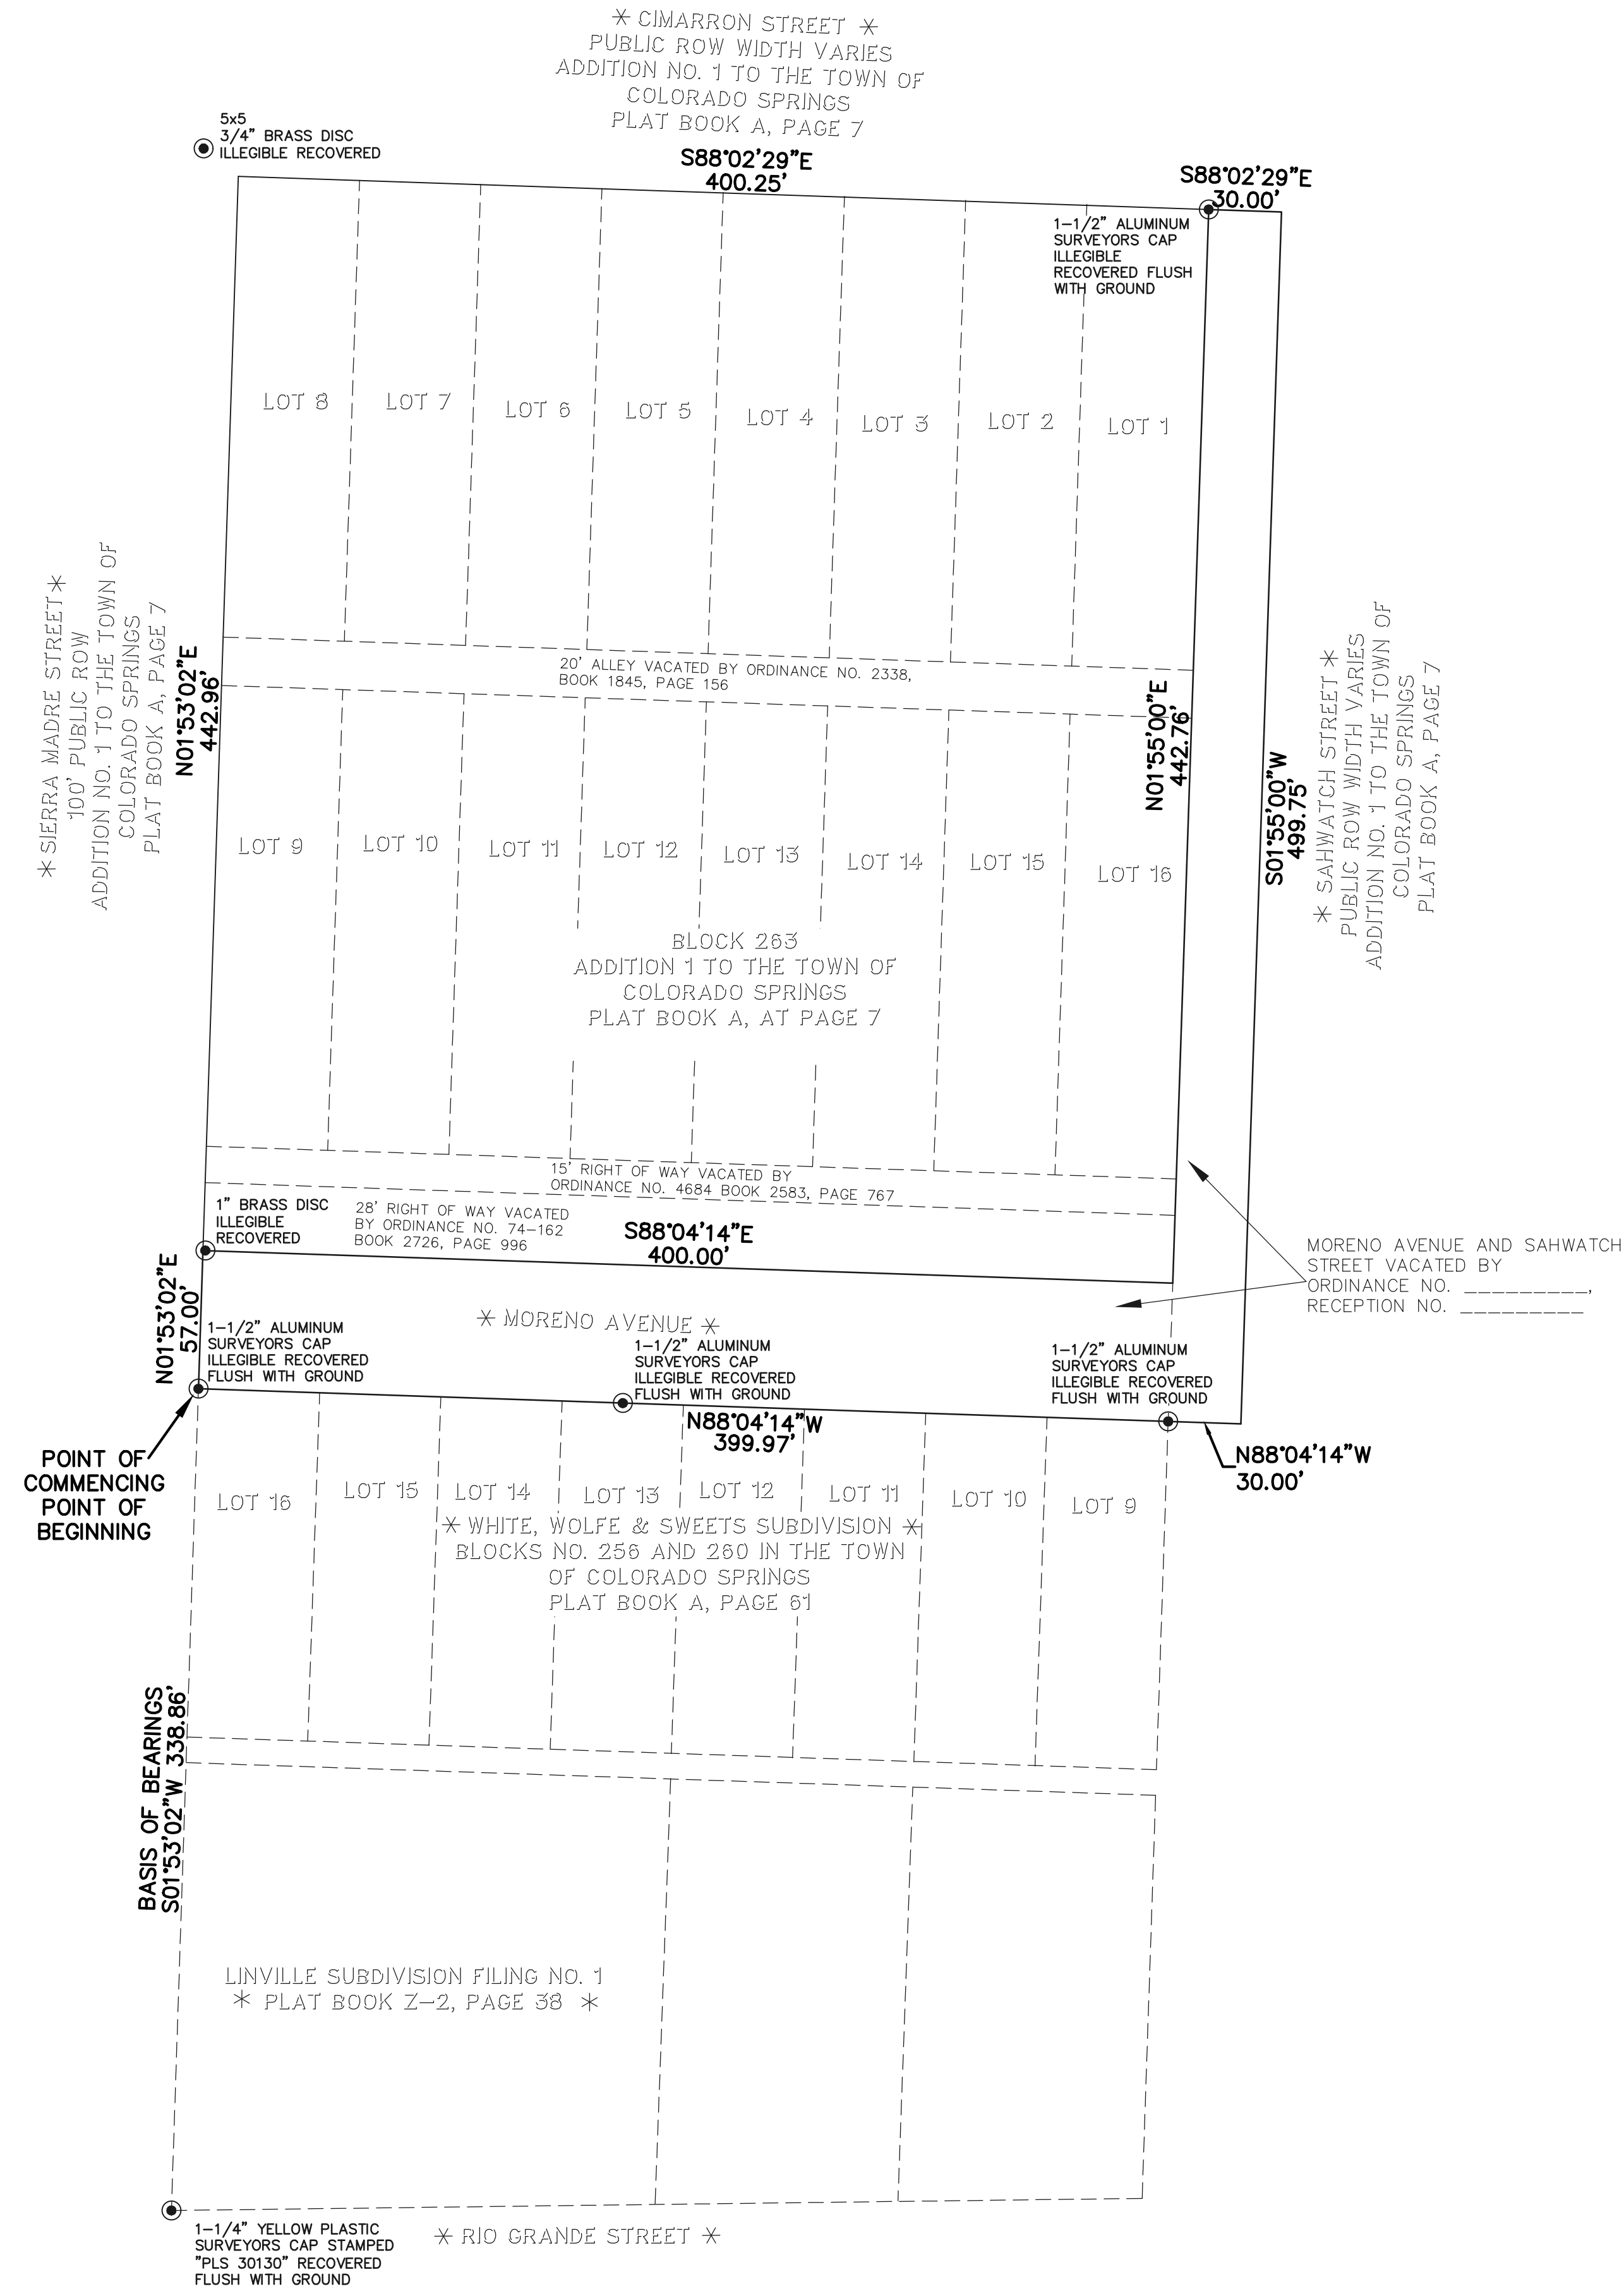 * CIMARRON STREET *
PUBLIC ROW WIDTH VARIES
ADDITION NO. 1 TO THE TOWN OF
COLORADO SPRINGS
PLAT BOOK A, PAGE 7
5x5
3/4" BRASS DISC
ILLEGIBLE RECOVERED
S88°02'29"E
400.25'
S88°02'29"E
30.00'
1-1/2" ALUMINUM
SURVEYORS CAP
ILLEGIBLE
RECOVERED FLUSH
WITH GROUND
LOT 8
LOT 7
LOT 6
LOT 5
LOT 4
LOT 3
LOT 2
LOT 1
* SIERRA MADRE STREET *
100' PUBLIC ROW
ADDITION NO. 1 TO THE TOWN OF
COLORADO SPRINGS
PLAT BOOK A, PAGE 7
N01°53'02"E
442.96'
20' ALLEY VACATED BY ORDINANCE NO. 2338,
BOOK 1845, PAGE 156
N01°55'00"E
442.76'
S01°55'00"W
499.75'
* SAHWATCH STREET *
PUBLIC ROW WIDTH VARIES
ADDITION NO. 1 TO THE TOWN OF
COLORADO SPRINGS
PLAT BOOK A, PAGE 7
LOT 9
LOT 10
LOT 11
LOT 12
LOT 13
LOT 14
LOT 15
LOT 16
BLOCK 263
ADDITION 1 TO THE TOWN OF
COLORADO SPRINGS
PLAT BOOK A, AT PAGE 7
15' RIGHT OF WAY VACATED BY
ORDINANCE NO. 4684 BOOK 2583, PAGE 767
1" BRASS DISC
ILLEGIBLE
RECOVERED
28' RIGHT OF WAY VACATED
BY ORDINANCE NO. 74-162
BOOK 2726, PAGE 996
S88°04'14"E
400.00'
MORENO AVENUE AND SAHWATCH
STREET VACATED BY
ORDINANCE NO. _________,
RECEPTION NO. _________
N01°53'02"E
57.00'
* MORENO AVENUE *
1-1/2" ALUMINUM
SURVEYORS CAP
ILLEGIBLE RECOVERED
FLUSH WITH GROUND
1-1/2" ALUMINUM
SURVEYORS CAP
ILLEGIBLE RECOVERED
FLUSH WITH GROUND
1-1/2" ALUMINUM
SURVEYORS CAP
ILLEGIBLE RECOVERED
FLUSH WITH GROUND
N88°04'14"W
399.97'
N88°04'14"W
30.00'
POINT OF
COMMENCING
POINT OF
BEGINNING
LOT 16
LOT 15
LOT 14
LOT 13
LOT 12
LOT 11
LOT 10
LOT 9
* WHITE, WOLFE & SWEETS SUBDIVISION *
BLOCKS NO. 256 AND 260 IN THE TOWN
OF COLORADO SPRINGS
PLAT BOOK A, PAGE 61
BASIS OF BEARINGS
S01°53'02"W 338.86'
LINVILLE SUBDIVISION FILING NO. 1
* PLAT BOOK Z-2, PAGE 38 *
1-1/4" YELLOW PLASTIC
SURVEYORS CAP STAMPED
"PLS 30130" RECOVERED
FLUSH WITH GROUND
* RIO GRANDE STREET *